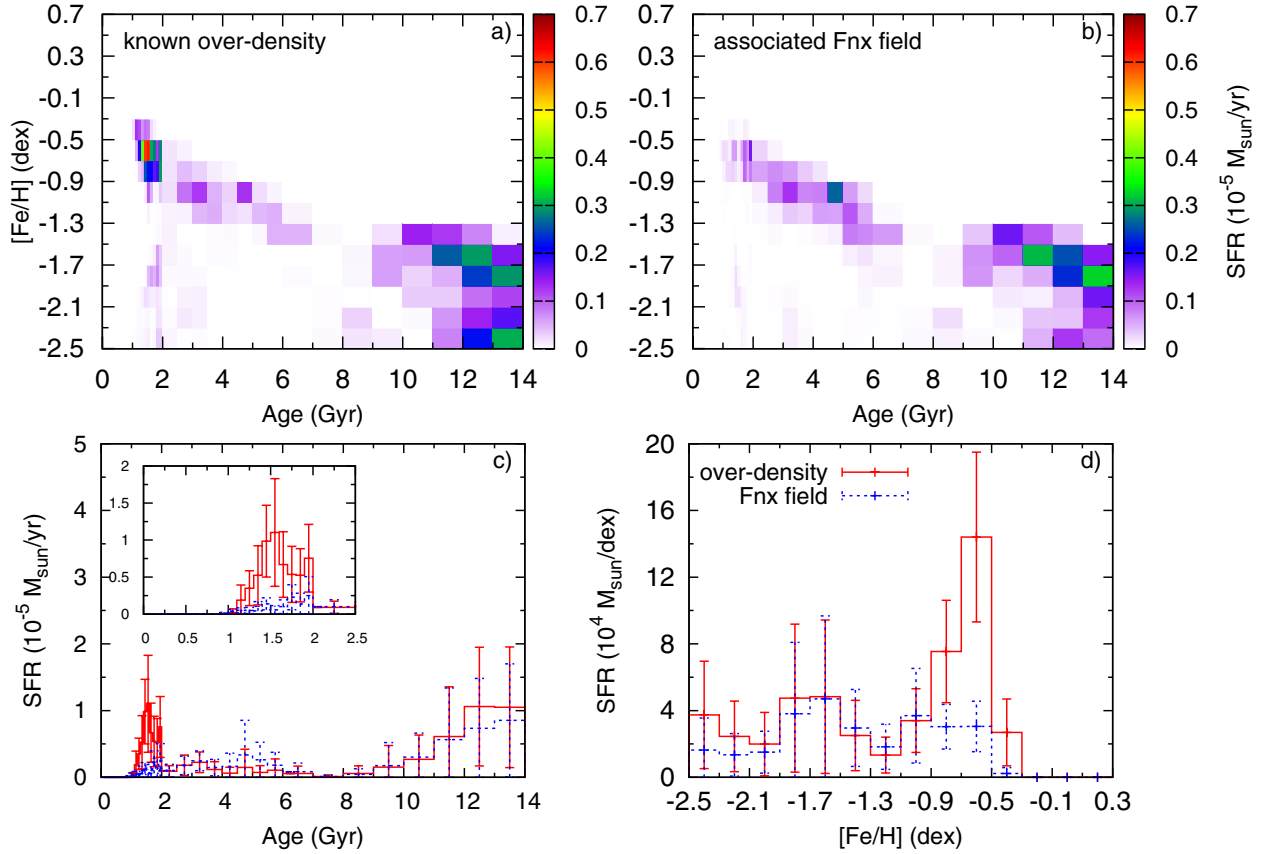 known over-density
a)
0.7
0.3
-0.1
-0.5
-0.9
-1.3
-1.7
-2.1
-2.5
[Fe/H] (dex)
0 2 4 6 8 10 12 14
Age (Gyr)
0.7
0.6
0.5
0.4
0.3
0.2
0.1
0
associated Fnx field
b)
0.7
0.3
-0.1
-0.5
-0.9
-1.3
-1.7
-2.1
-2.5
0 2 4 6 8 10 12 14
Age (Gyr)
0.7
0.6
0.5
0.4
0.3
0.2
0.1
0
SFR (10-5 Msun/yr)
c)
5
4
3
2
1
0
SFR (10-5 Msun/yr)
2
1.5
1
0.5
0
0 0.5 1 1.5 2 2.5
0 2 4 6 8 10 12 14
Age (Gyr)
d)
over-density
Fnx field
20
16
12
8
4
0
SFR (104 Msun/dex)
-2.5 -2.1 -1.7 -1.3 -0.9 -0.5 -0.1 0.3
[Fe/H] (dex)